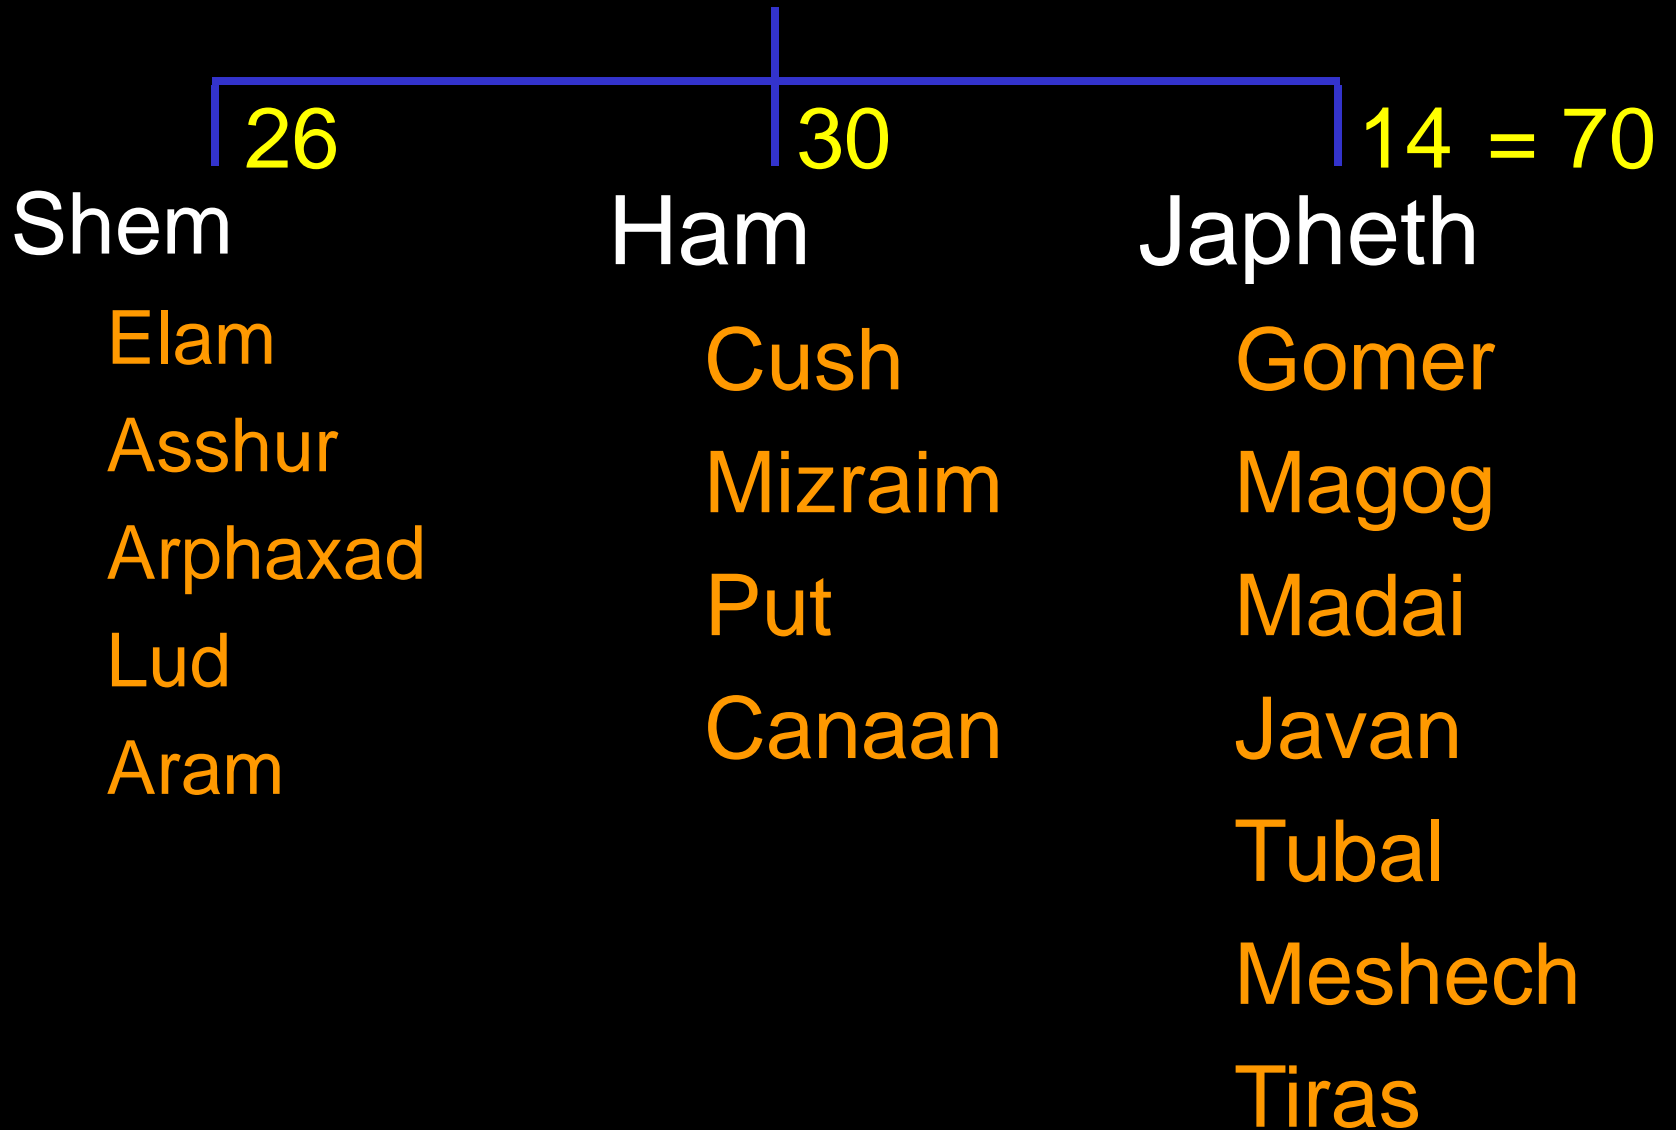 26 30 14 = 70
Shem Ham Japheth
Elam
Asshur
Arphaxad
Lud
Aram
Cush
Mizraim
Put
Canaan
Gomer
Magog
Madai
Javan
Tubal
Meshech
Tiras